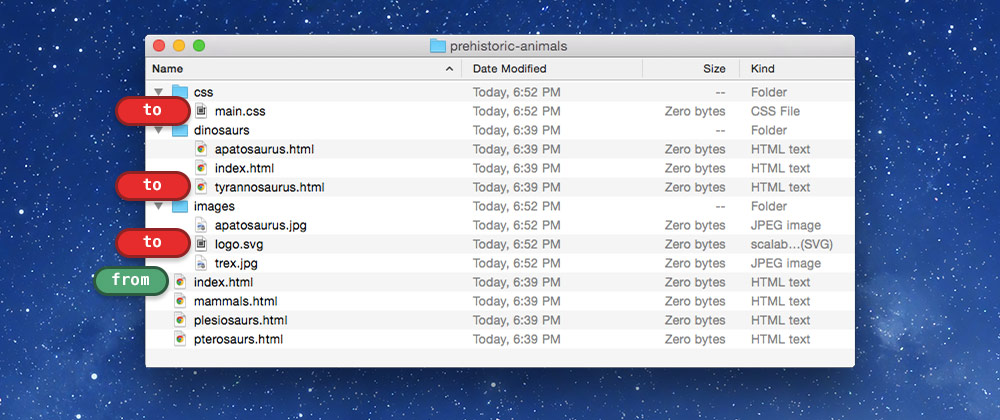 prehistoric-animals
Name Date Modified Size Kind
css Today, 6:52 PM -- Folder
to main.css Today, 6:52 PM Zero bytes CSS File
dinosaurs Today, 6:39 PM -- Folder
apatosaurus.html Today, 6:39 PM Zero bytes HTML text
index.html Today, 6:39 PM Zero bytes HTML text
to tyrannosaurus.html Today, 6:39 PM Zero bytes HTML text
images Today, 6:52 PM -- Folder
apatosaurus.jpg Today, 6:52 PM Zero bytes JPEG image
to logo.svg Today, 6:52 PM Zero bytes scalab...(SVG)
trex.jpg Today, 6:52 PM Zero bytes JPEG image
from index.html Today, 6:39 PM Zero bytes HTML text
mammals.html Today, 6:39 PM Zero bytes HTML text
plesiosaurs.html Today, 6:39 PM Zero bytes HTML text
pterosaurs.html Today, 6:39 PM Zero bytes HTML text